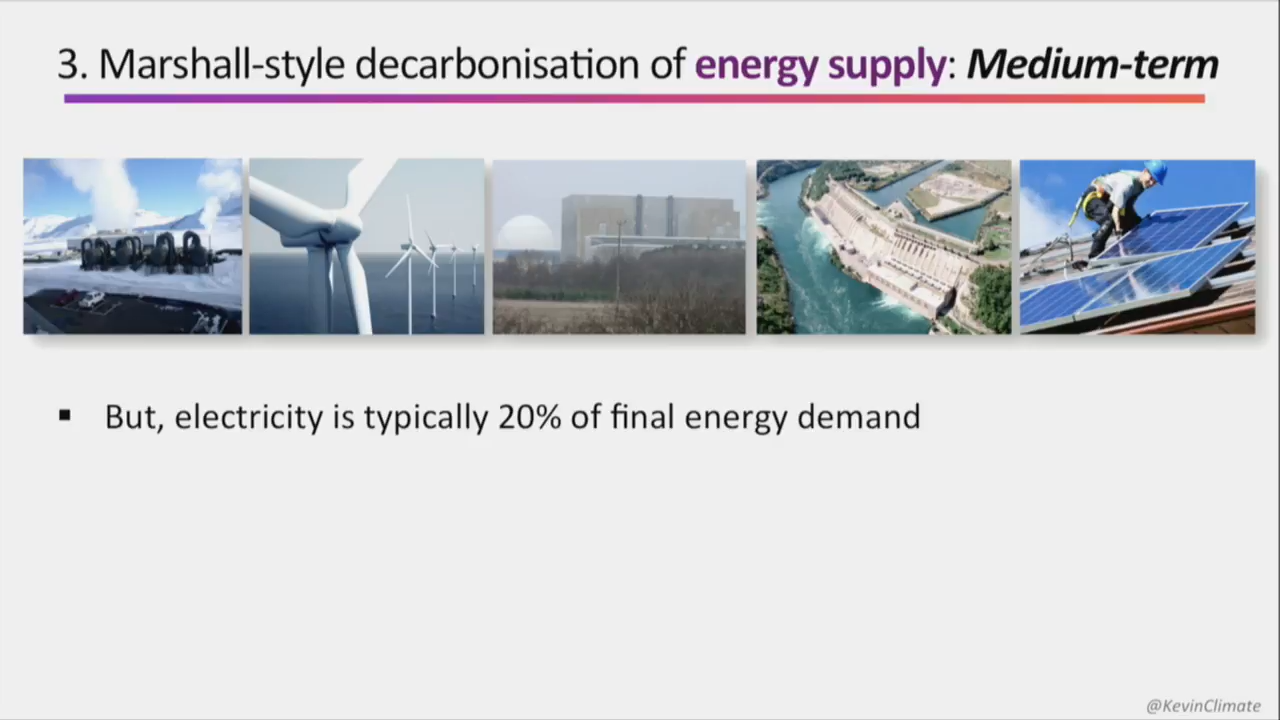 3. Marshall-style decarbonisation of energy supply: Medium-term
▪ But, electricity is typically 20% of final energy demand
@KevinClimate